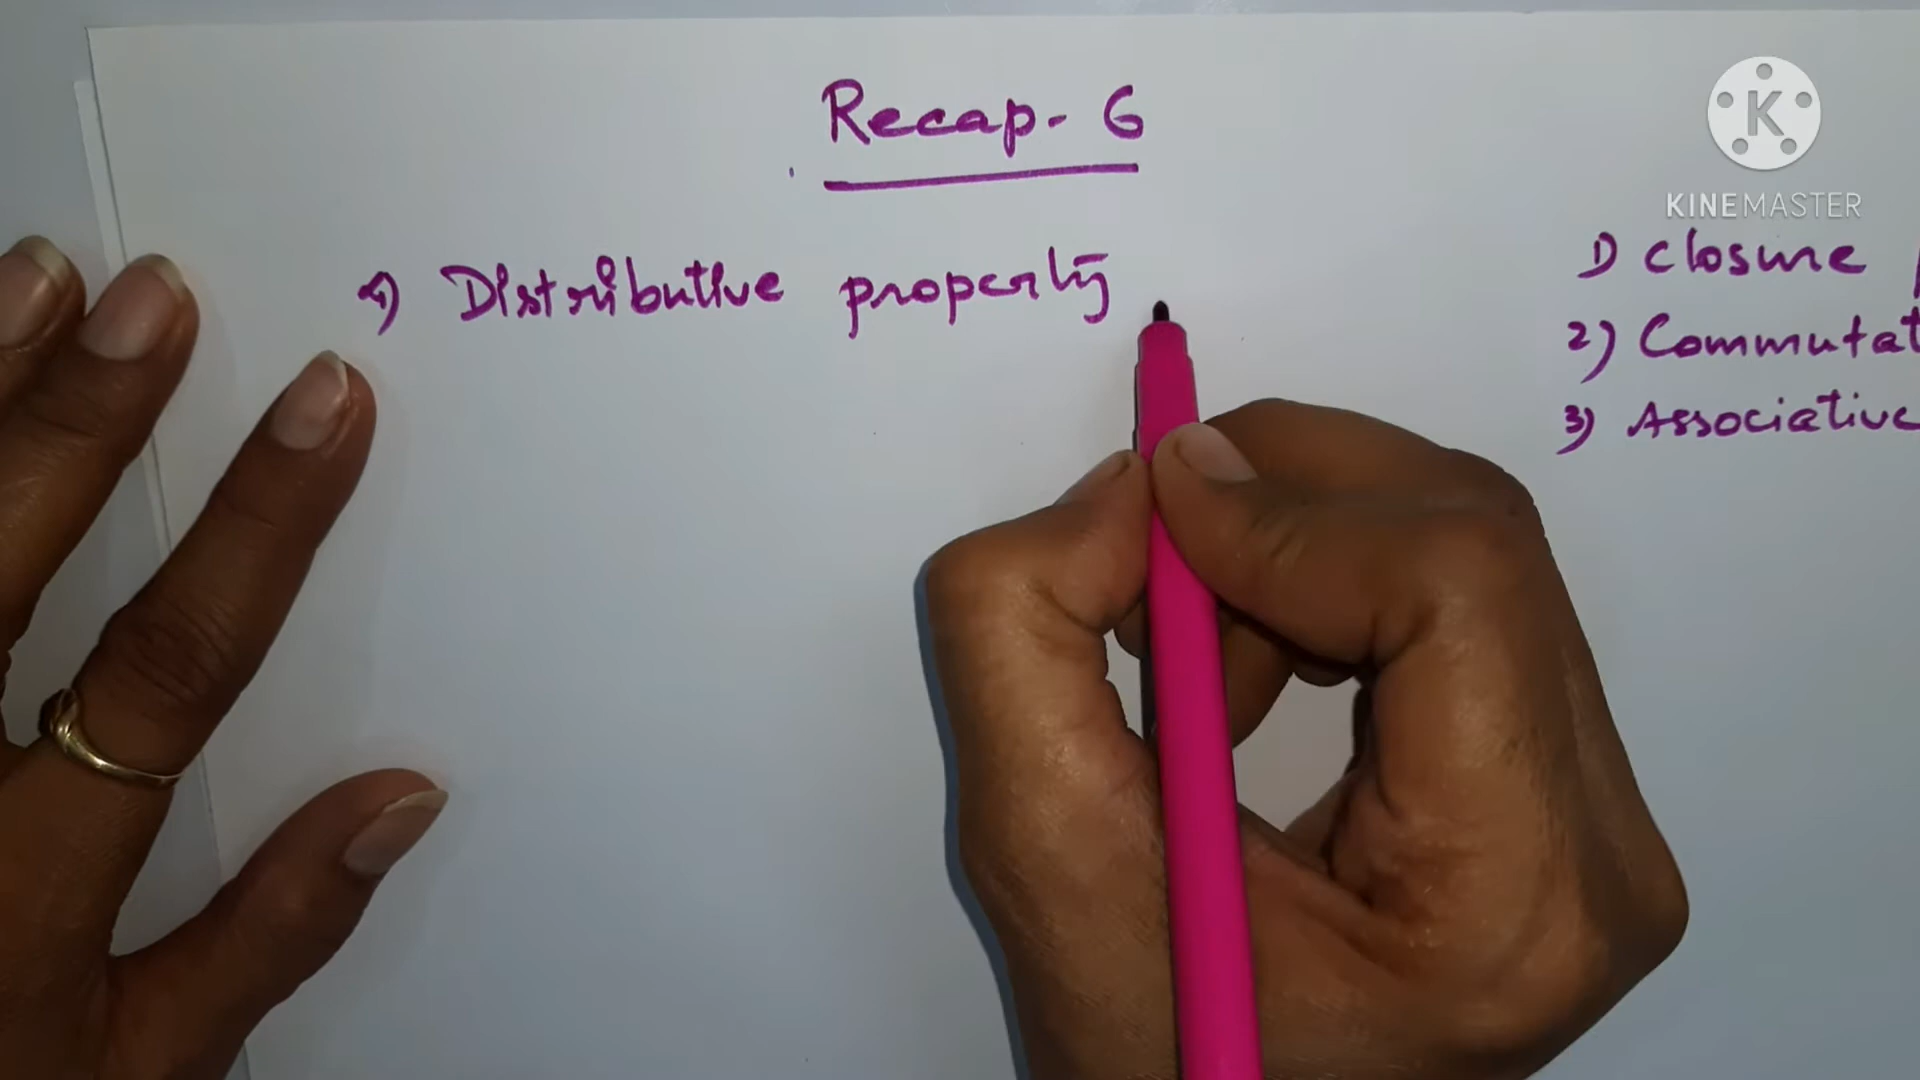 Recap- 6
KINEMASTER
4) Distributive property
1) closure
2) Commutat
3) Associative